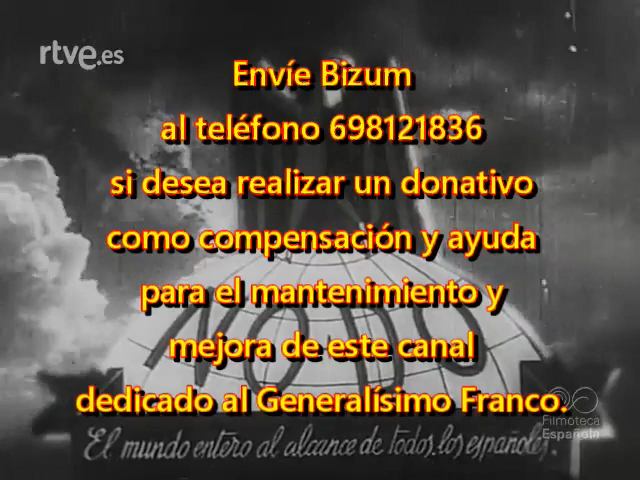 rtve.es
Envíe Bizum
al teléfono 698121836
si desea realizar un donativo
como compensación y ayuda
para el mantenimiento y
NO-DO
mejora de este canal
dedicado al Generalísimo Franco.
Filmoteca
Española
El mundo entero al alcance de todos los españoles.